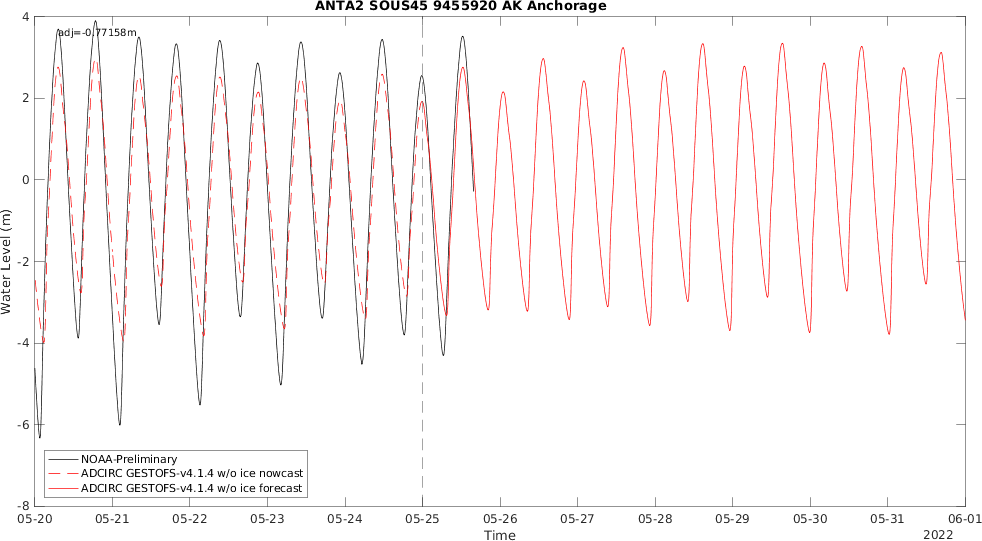 ANTA2 SOUS45 9455920 AK Anchorage
adj=-0.77158m
4
2
0
-2
-4
-6
-8
Water Level (m)
NOAA-Preliminary
ADCIRC GESTOFS-v4.1.4 w/o ice nowcast
ADCIRC GESTOFS-v4.1.4 w/o ice forecast
05-20 05-21 05-22 05-23 05-24 05-25 05-26 05-27 05-28 05-29 05-30 05-31 06-01
Time
2022